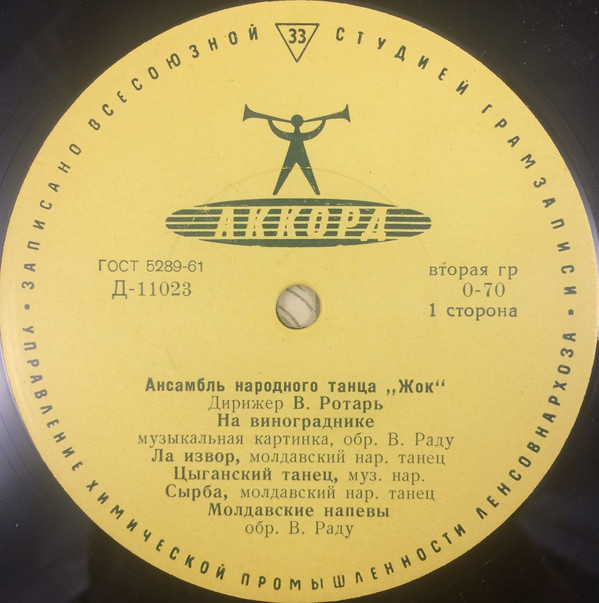 ЗАПИСАНО ВСЕСОЮЗНОЙ 33 СТУДИЕЙ ГРАМЗАПИСИ
• УПРАВЛЕНИЕ ХИМИЧЕСКОЙ ПРОМЫШЛЕННОСТИ ЛЕНСОВНАРХОЗА •
АККОРД
ГОСТ 5289-61
Д-11023
вторая гр
0-70
1 сторона
Ансамбль народного танца „Жок“
Дирижер В. Ротарь
На винограднике
музыкальная картинка, обр. В. Раду
Ла извор, молдавский нар. танец
Цыганский танец, муз. нар.
Сырба, молдавский нар. танец
Молдавские напевы
обр. В. Раду